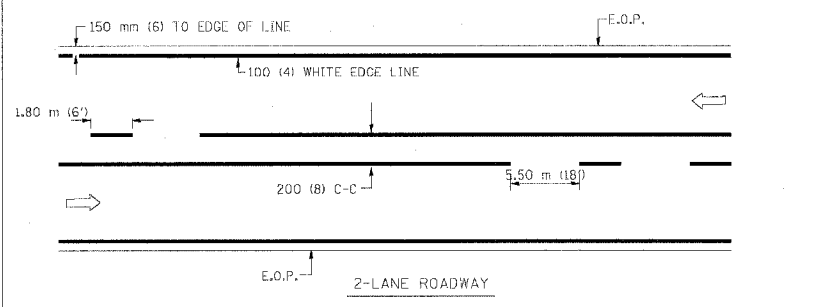 150 mm (6) TO EDGE OF LINE
E.O.P.
100 (4) WHITE EDGE LINE
1.80 m (6')
200 (8) C-C
5.50 m (18')
E.O.P.
2-LANE ROADWAY